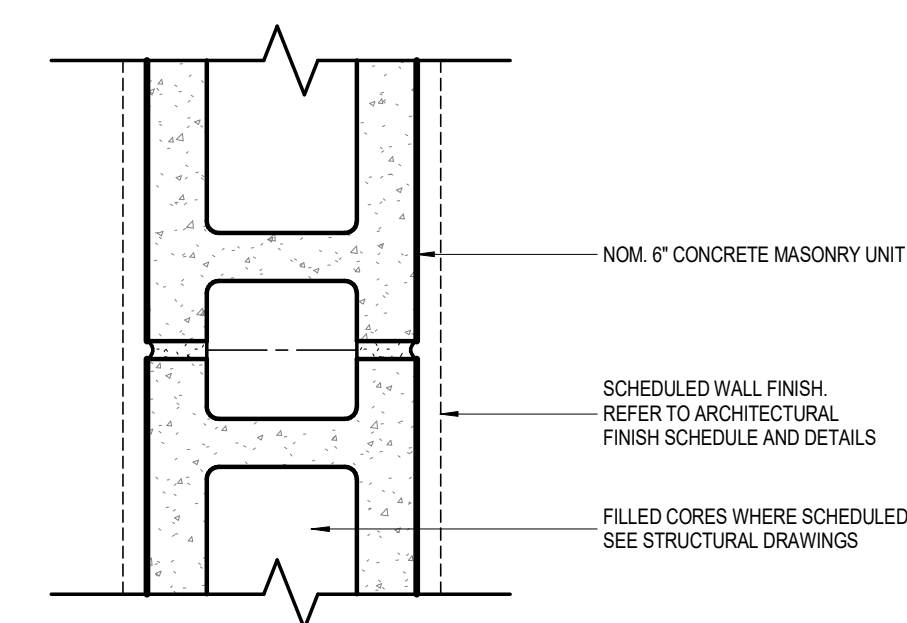 NOM. 6" CONCRETE MASONRY UNIT
SCHEDULED WALL FINISH.
REFER TO ARCHITECTURAL
FINISH SCHEDULE AND DETAILS
FILLED CORES WHERE SCHEDULED
SEE STRUCTURAL DRAWINGS